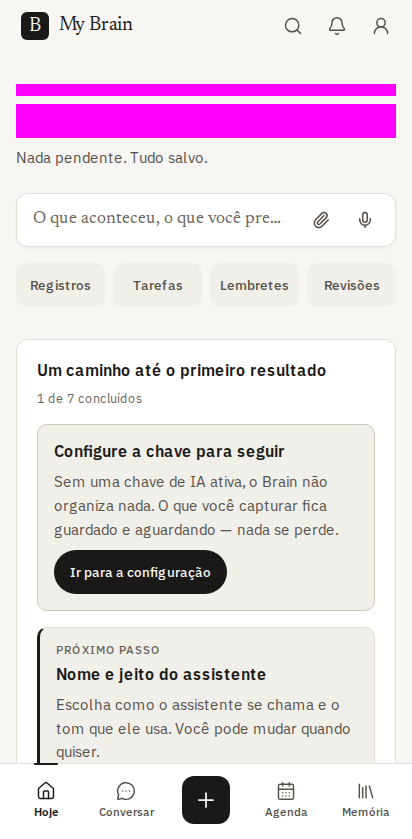 B My Brain
Nada pendente. Tudo salvo.
O que aconteceu, o que você pre...
Registros Tarefas Lembretes Revisões
Um caminho até o primeiro resultado
1 de 7 concluídos
Configure a chave para seguir
Sem uma chave de IA ativa, o Brain não
organiza nada. O que você capturar fica
guardado e aguardando — nada se perde.
Ir para a configuração
PRÓXIMO PASSO
Nome e jeito do assistente
Escolha como o assistente se chama e o
tom que ele usa. Você pode mudar quando
quiser.
Hoje Conversar Agenda Memória